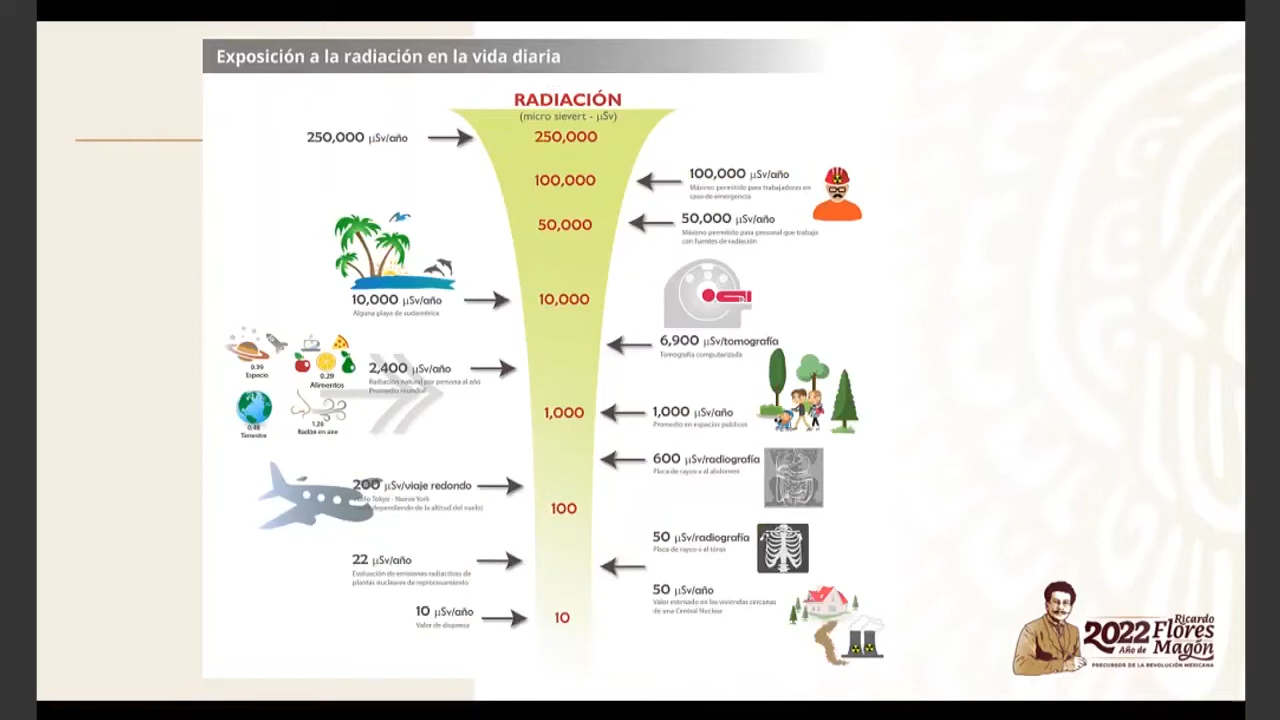 Exposición a la radiación en la vida diaria
RADIACIÓN
(micro sievert - μSv)
250,000 μSv/año
250,000
100,000
100,000 μSv/año
Máximo permitido para trabajadores en
caso de emergencia
50,000
50,000 μSv/año
Máximo permitido para personal que trabaja
con fuentes de radiación
10,000 μSv/año
Alguna playa de sudamérica
10,000
6,900 μSv/tomografía
Tomografía computarizada
0.39
Espacio
0.29
Alimentos
0.48
Terrestre
1.26
Radón en aire
2,400 μSv/año
Radiación natural por persona al año
Promedio mundial
1,000
1,000 μSv/año
Promedio en espacios públicos
600 μSv/radiografía
Placa de rayos x al abdomen
200 μSv/viaje redondo
Tokyo - Nueva York
dependiendo de la altitud del vuelo)
100
50 μSv/radiografía
Placa de rayos x al tórax
22 μSv/año
Evaluación de emisiones radiactivas de
plantas nucleares de reprocesamiento
50 μSv/año
Valor estimado en las viviendas cercanas
de una Central Nuclear
10 μSv/año
Valor de dispensa
10
2022 Ricardo
Flores
Año de Magón
PRECURSOR DE LA REVOLUCIÓN MEXICANA